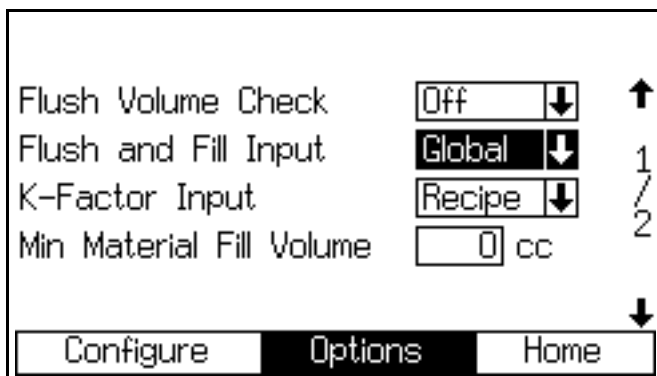 Flush Volume Check Off
Flush and Fill Input Global
K-Factor Input Recipe
Min Material Fill Volume 0 cc
1/2
Configure Options Home